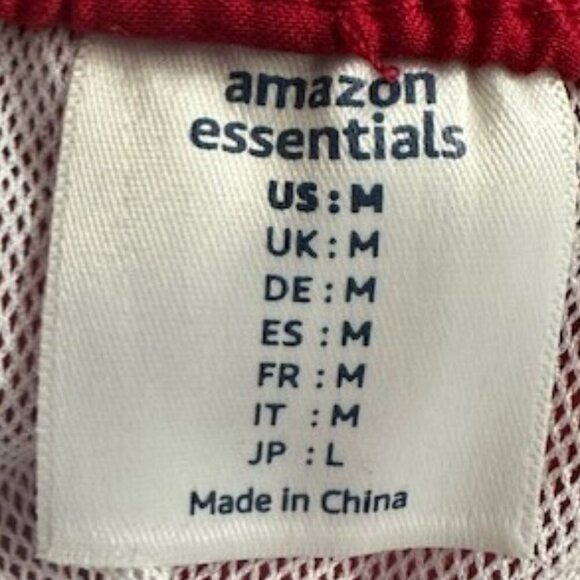 amazon
essentials
US : M
UK : M
DE : M
ES : M
FR : M
IT : M
JP : L
Made in China